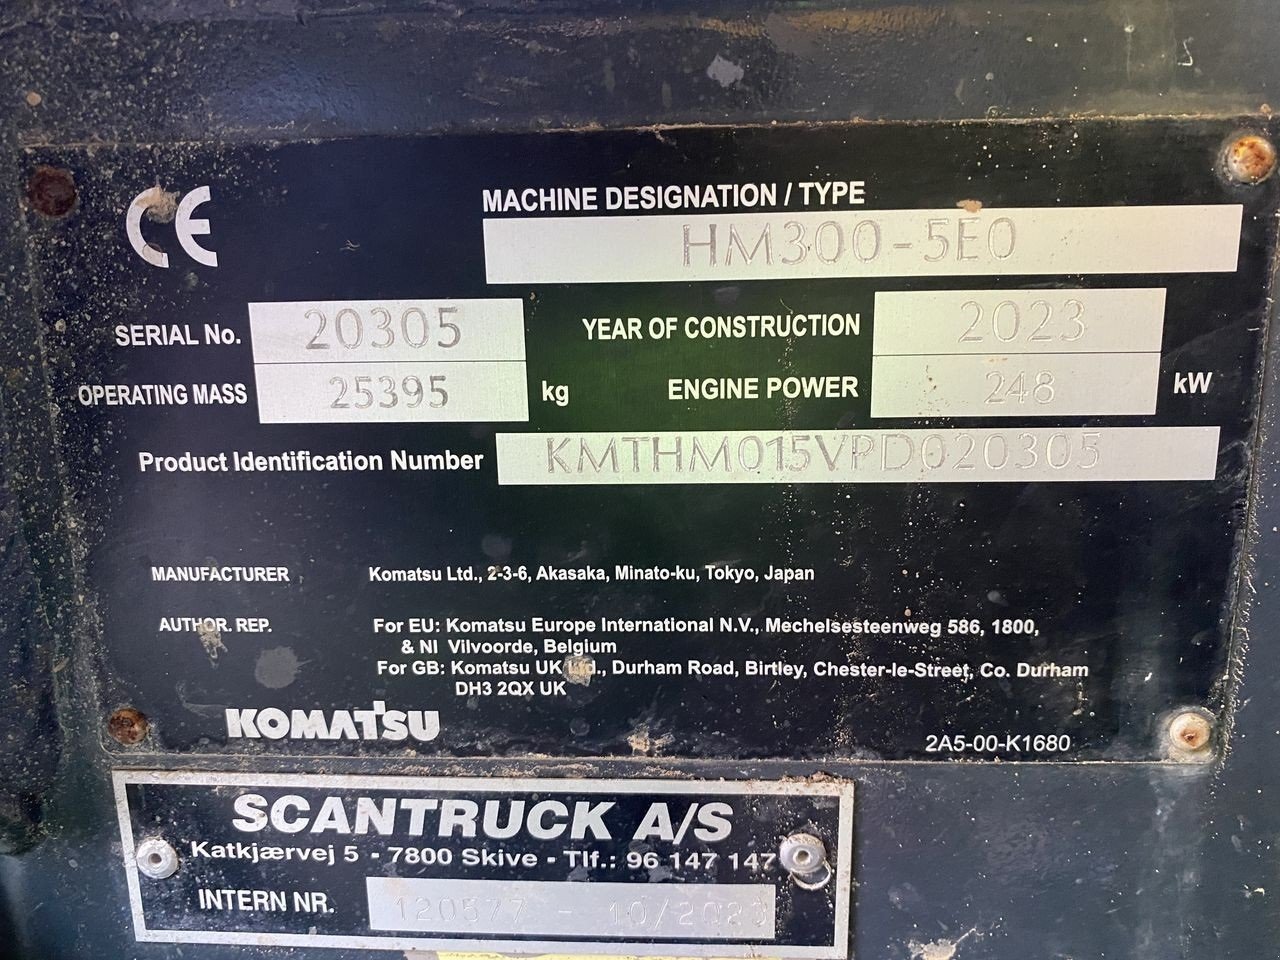 CE
MACHINE DESIGNATION / TYPE
HM300-5E0
SERIAL No. 20305 YEAR OF CONSTRUCTION 2023
OPERATING MASS 25395 kg ENGINE POWER 248 kW
Product Identification Number KMTHM015VPD020305
MANUFACTURER Komatsu Ltd., 2-3-6, Akasaka, Minato-ku, Tokyo, Japan
AUTHOR. REP. For EU: Komatsu Europe International N.V., Mechelsesteenweg 586, 1800,
& NI Vilvoorde, Belgium
For GB: Komatsu UK Ltd., Durham Road, Birtley, Chester-le-Street, Co. Durham
DH3 2QX UK
KOMATSU
2A5-00-K1680
SCANTRUCK A/S
Katkjærvej 5 - 7800 Skive - Tlf.: 96 147 147
INTERN NR. 120577 - 10/2023